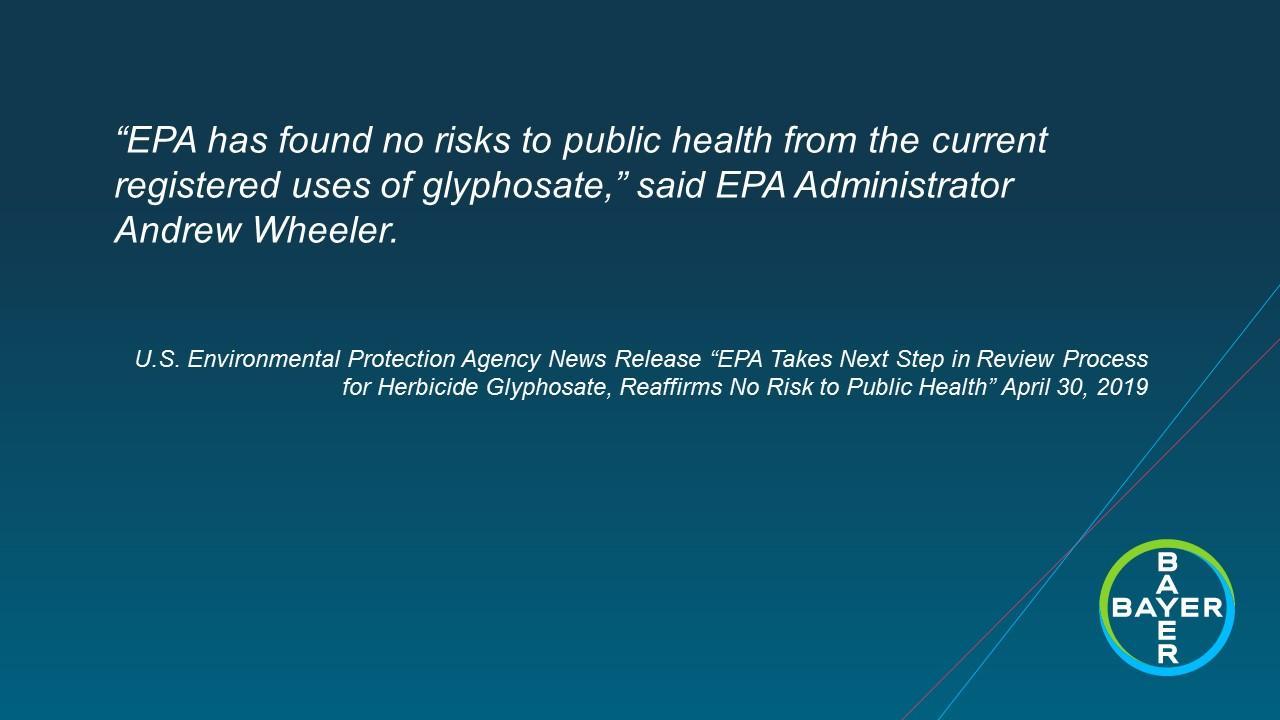 “EPA has found no risks to public health from the current
registered uses of glyphosate,” said EPA Administrator
Andrew Wheeler.
U.S. Environmental Protection Agency News Release “EPA Takes Next Step in Review Process
for Herbicide Glyphosate, Reaffirms No Risk to Public Health” April 30, 2019
BAYER
BAYER